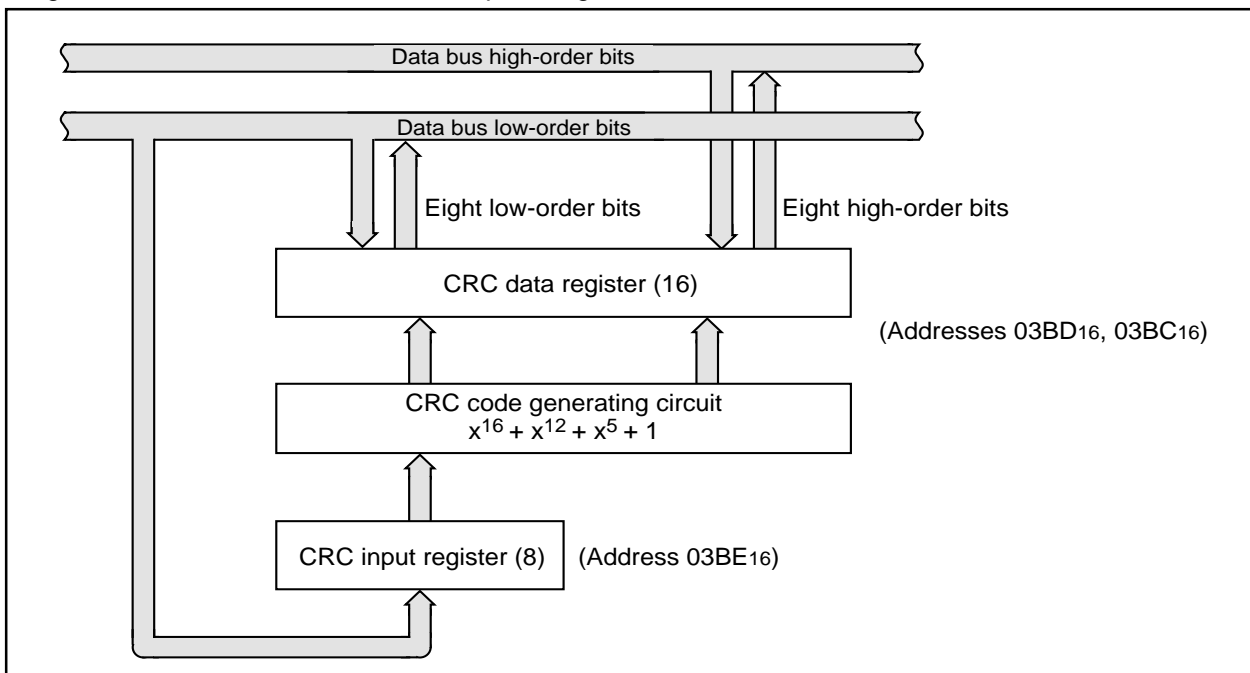 Data bus high-order bits
Data bus low-order bits
Eight low-order bits
Eight high-order bits
CRC data register (16)
(Addresses 03BD16, 03BC16)
CRC code generating circuit
x16 + x12 + x5 + 1
CRC input register (8)
(Address 03BE16)